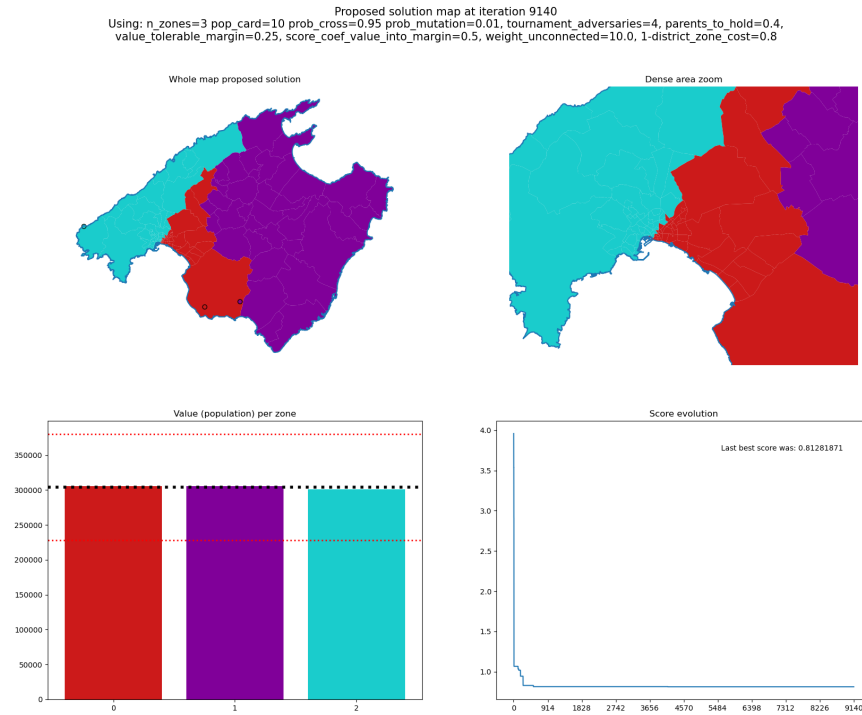 Proposed solution map at iteration 9140
Using: n_zones=3 pop_card=10 prob_cross=0.95 prob_mutation=0.01, tournament_adversaries=4, parents_to_hold=0.4,
value_tolerable_margin=0.25, score_coef_value_into_margin=0.5, weight_unconnected=10.0, 1-district_zone_cost=0.8
Whole map proposed solution
Dense area zoom
Value (population) per zone
350000
300000
250000
200000
150000
100000
50000
0
0 1 2
Score evolution
Last best score was: 0.81281871
4.0
3.5
3.0
2.5
2.0
1.5
1.0
0 914 1828 2742 3656 4570 5484 6398 7312 8226 9140